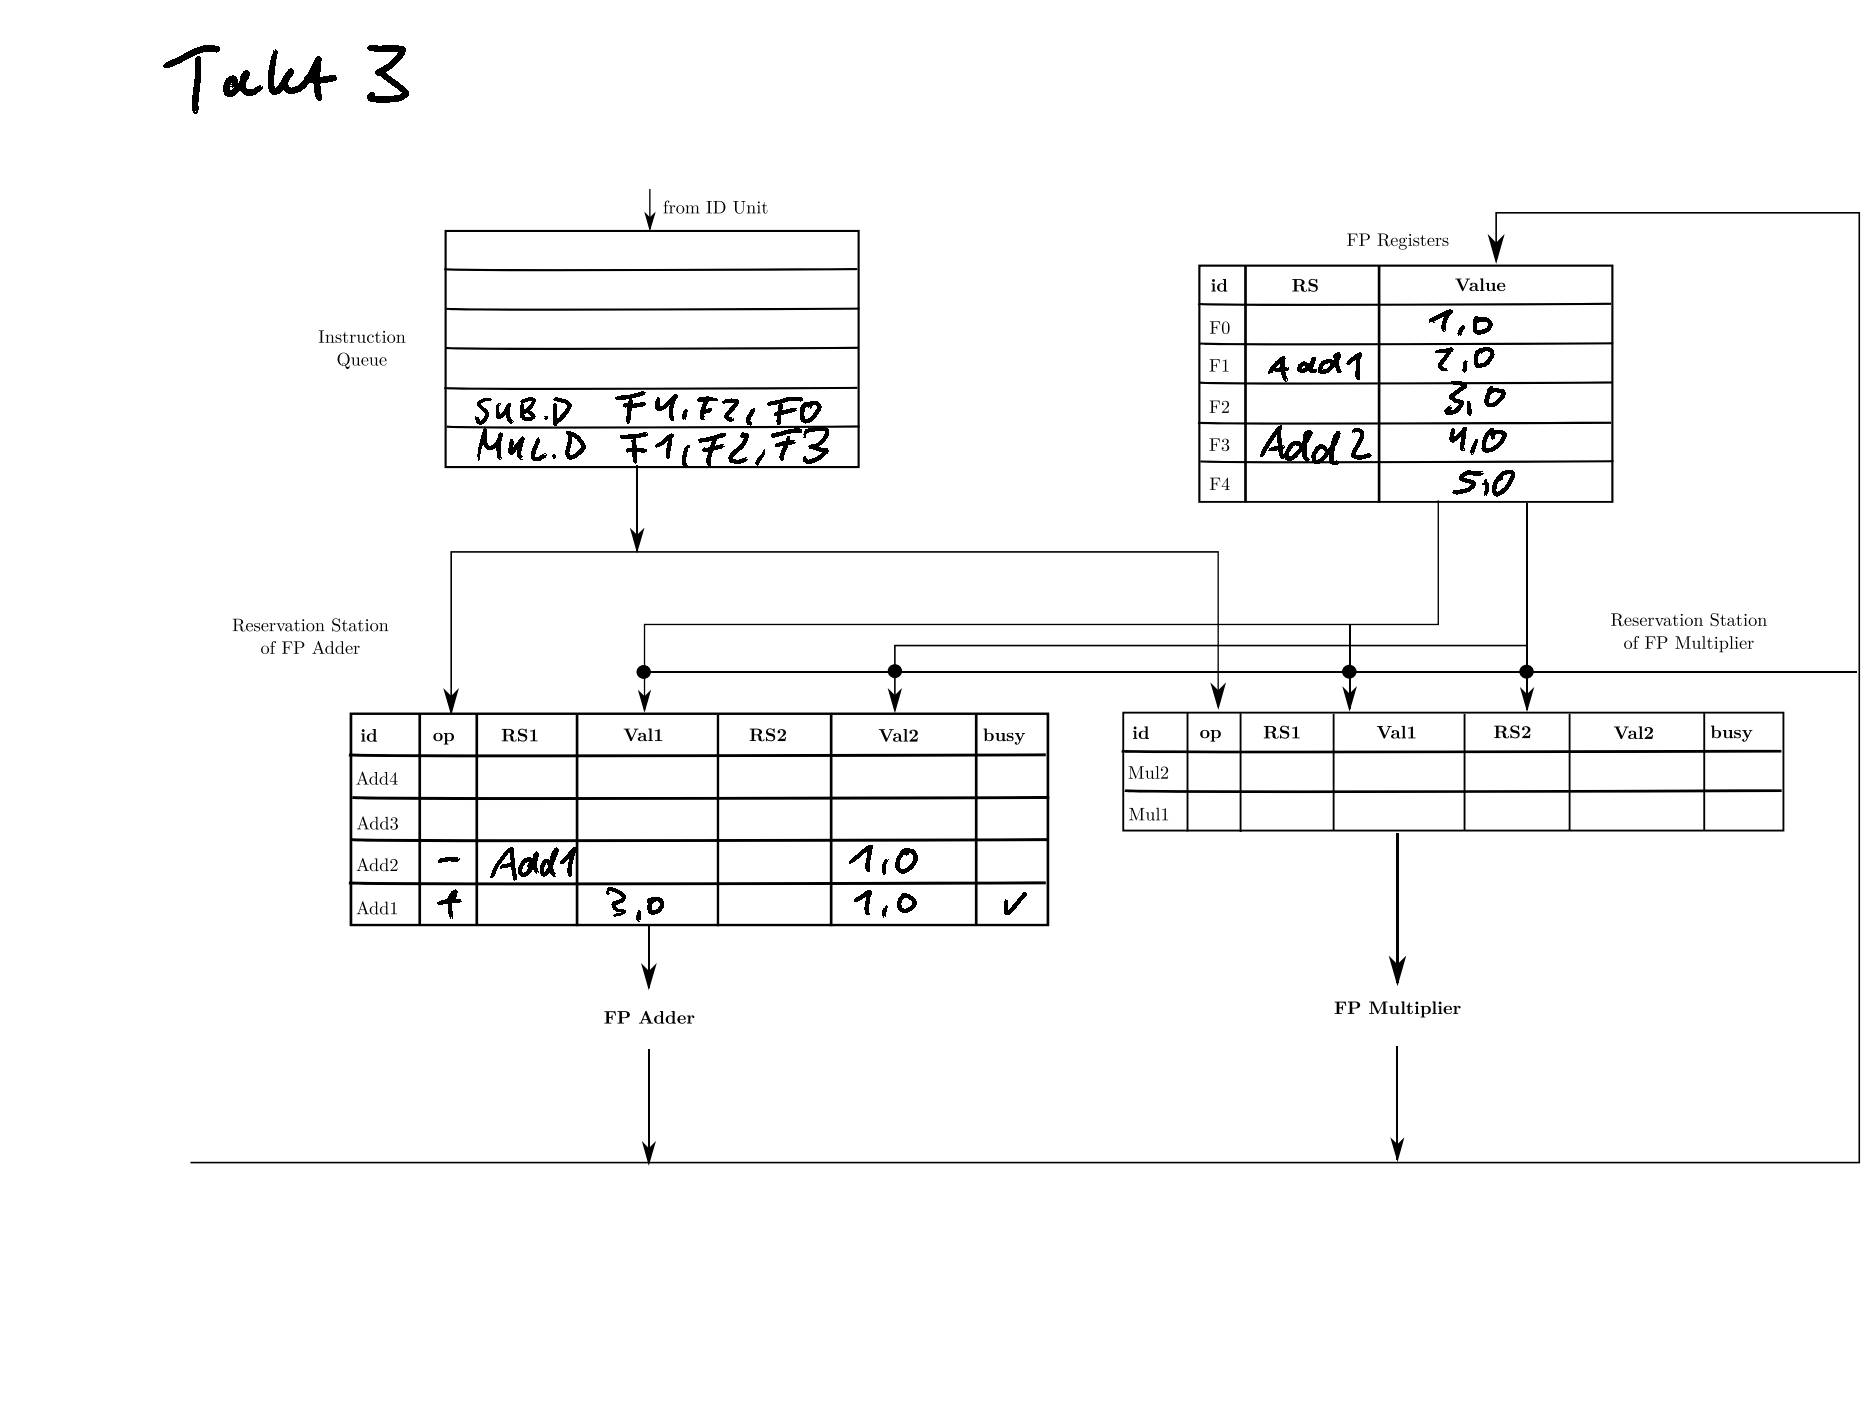 Takt 3
from ID Unit
Instruction
Queue
SUB.D F4, F2, F0
MUL.D F1, F2, F3
FP Registers
id RS Value
F0 1,0
F1 Add1 2,0
F2 3,0
F3 Add2 4,0
F4 5,0
Reservation Station
of FP Adder
Reservation Station
of FP Multiplier
id op RS1 Val1 RS2 Val2 busy
Add4
Add3
Add2 - Add1 1,0
Add1 + 3,0 1,0 ✓
id op RS1 Val1 RS2 Val2 busy
Mul2
Mul1
FP Adder
FP Multiplier